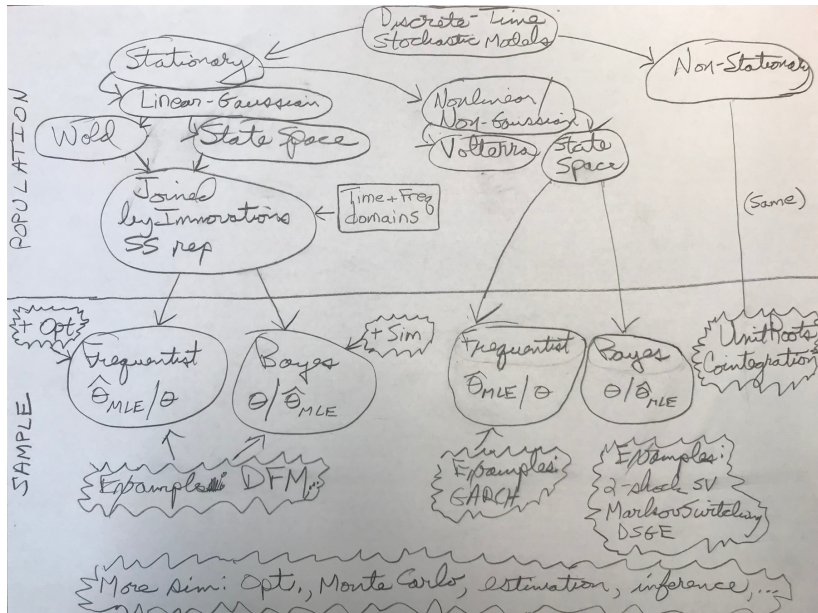 Discrete-Time
Stochastic Models
Stationary
Non-Stationary
Linear-Gaussian
Nonlinear/
Non-Gaussian
Wold
State Space
Volterra
State
Space
POPULATION
Joined
by Innovations
SS rep
Time + Freq
domains
(Same)
+ Opt
Frequentist
θ̂MLE/θ
Bayes
θ/θ̂MLE
+ Sim
Frequentist
θ̂MLE/θ
Bayes
θ/θ̂MLE
Unit Roots
Cointegration
SAMPLE
Examples: DFM...
Examples:
GARCH
Examples:
2-shock SV
Markov Switching
DSGE
More sim: Opt., Monte Carlo, estimation, inference,...